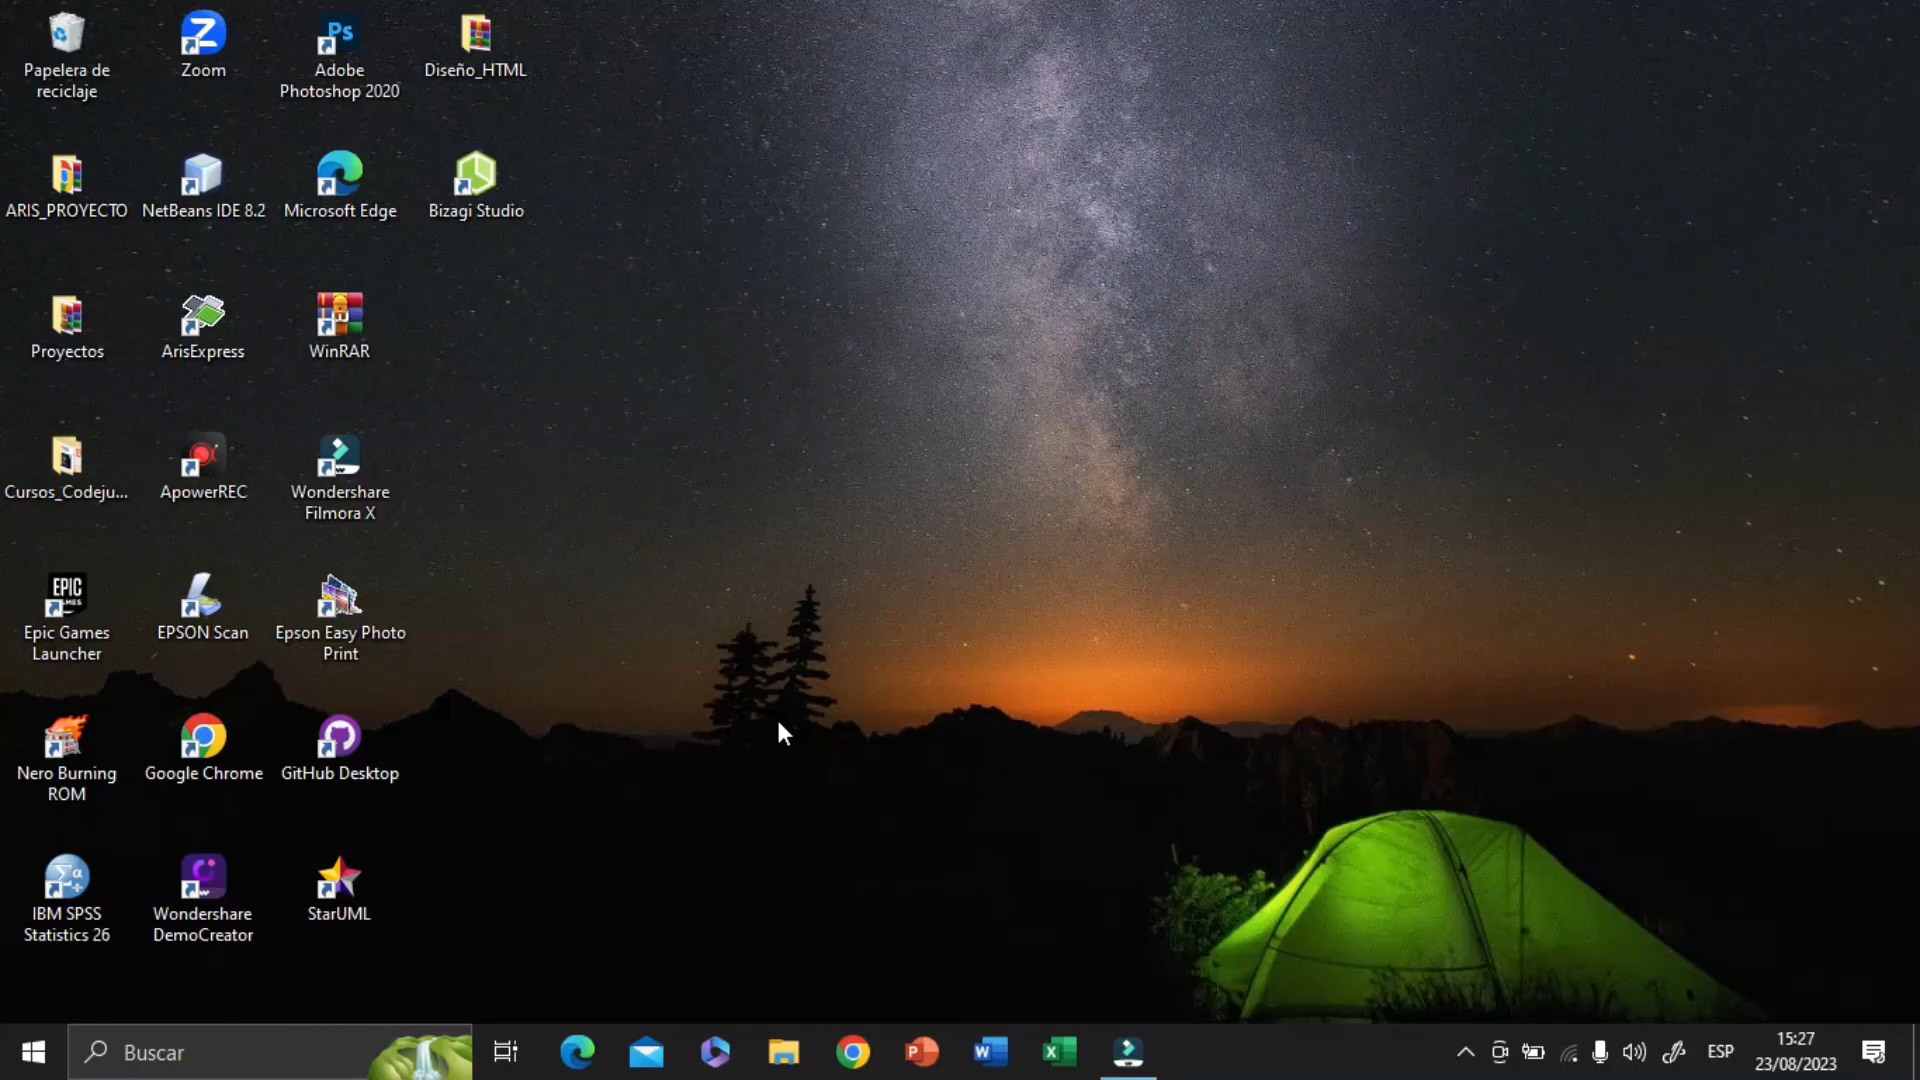 Papelera de
reciclaje
Zoom
Ps
Adobe
Photoshop 2020
Diseño_HTML
ARIS_PROYECTO
NetBeans IDE 8.2
Microsoft Edge
Bizagi Studio
Proyectos
ArisExpress
WinRAR
Cursos_Codeju...
ApowerREC
Wondershare
Filmora X
EPIC
Epic Games
Launcher
EPSON Scan
Epson Easy Photo
Print
Nero Burning
ROM
Google Chrome
GitHub Desktop
IBM SPSS
Statistics 26
Wondershare
DemoCreator
StarUML
Buscar
ESP
15:27
23/08/2023